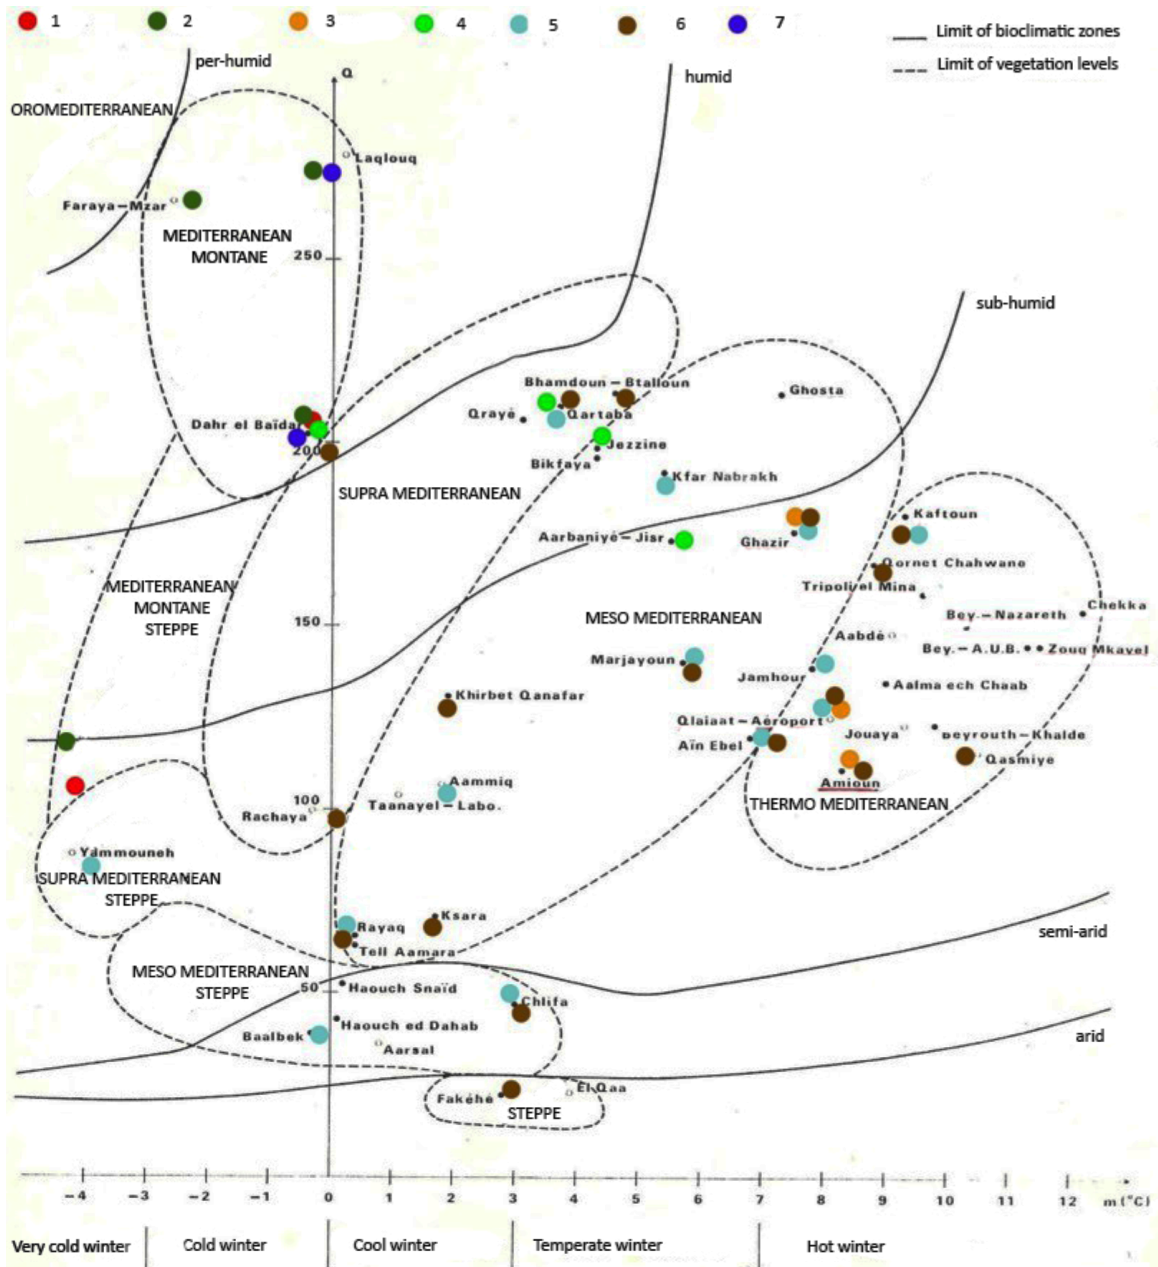 1 2 3 4 5 6 7
Limit of bioclimatic zones
Limit of vegetation levels
per-humid
humid
Q
OROMEDITERRANEAN
Laqlouq
Faraya-Mzar
MEDITERRANEAN
MONTANE
250
sub-humid
Bhamdoun-Btalloun
Ghosta
Qrayé
Qartaba
Dahr el Baïdar
200
Jezzine
Bikfaya
Kfar Nabrakh
SUPRA MEDITERRANEAN
Kaftoun
Aarbaniyé-Jisr
Ghazir
Qornet Chahwane
Tripoli el Mina
MEDITERRANEAN
MONTANE
STEPPE
150
MESO MEDITERRANEAN
Bey.-Nazareth
Chekka
Aabdé
Bey.-A.U.B.
Zouq Mkayel
Marjayoun
Jamhour
Aalma ech Chaab
Khirbet Qanafar
Qlaiaat-Aéroport
Jouaya
Beyrouth-Khalde
Aïn Ebel
Qasmiye
Aammiq
Amioun
Taanayel-Labo.
100
THERMO MEDITERRANEAN
Rachaya
Yammouneh
SUPRA MEDITERRANEAN
STEPPE
Ksara
Rayaq
Tell Aamara
semi-arid
MESO MEDITERRANEAN
STEPPE
50
Haouch Snaïd
Chlifa
Haouch ed Dahab
Baalbek
Aarsal
arid
El Qaa
Fakéhé
STEPPE
-4 -3 -2 -1 0 1 2 3 4 5 6 7 8 9 10 11 12 m(°C)
Very cold winter Cold winter Cool winter Temperate winter Hot winter